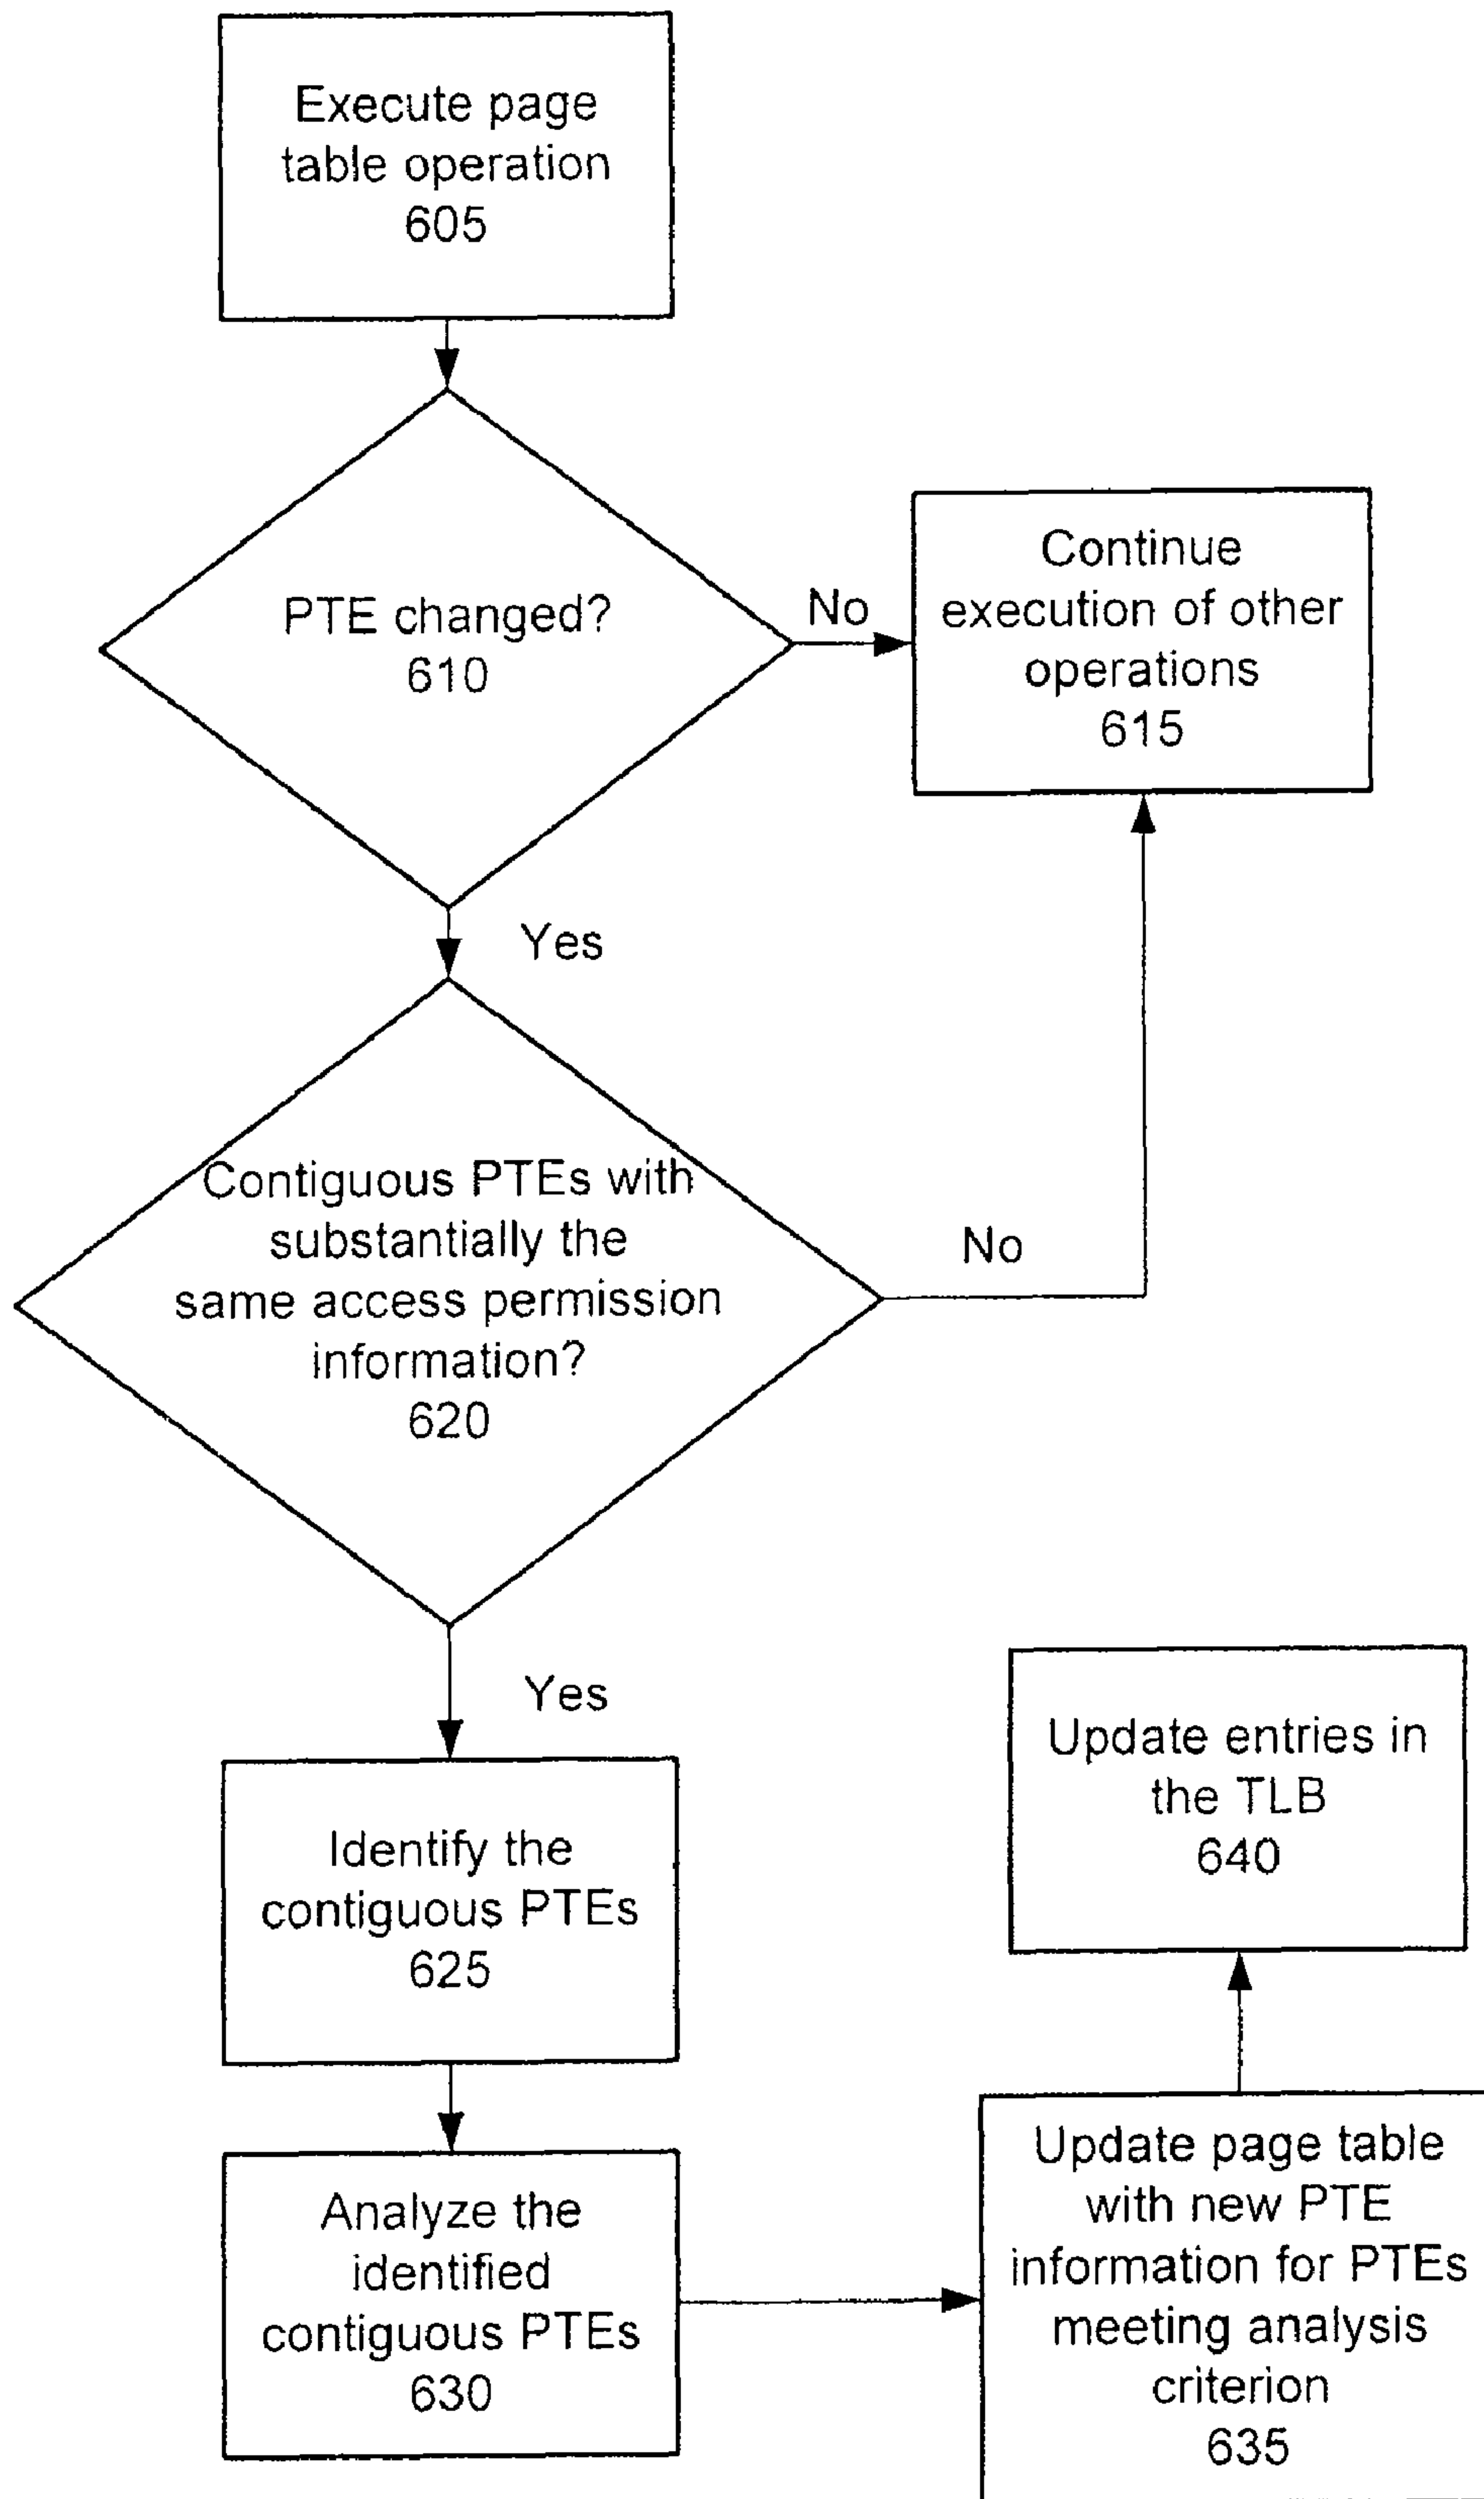 Execute page
table operation
605
PTE changed?
610
No
Continue
execution of other
operations
615
Yes
Contiguous PTEs with
substantially the
same access permission
information?
620
No
Yes
Identify the
contiguous PTEs
625
Analyze the
identified
contiguous PTEs
630
Update page table
with new PTE
information for PTEs
meeting analysis
criterion
635
Update entries in
the TLB
640